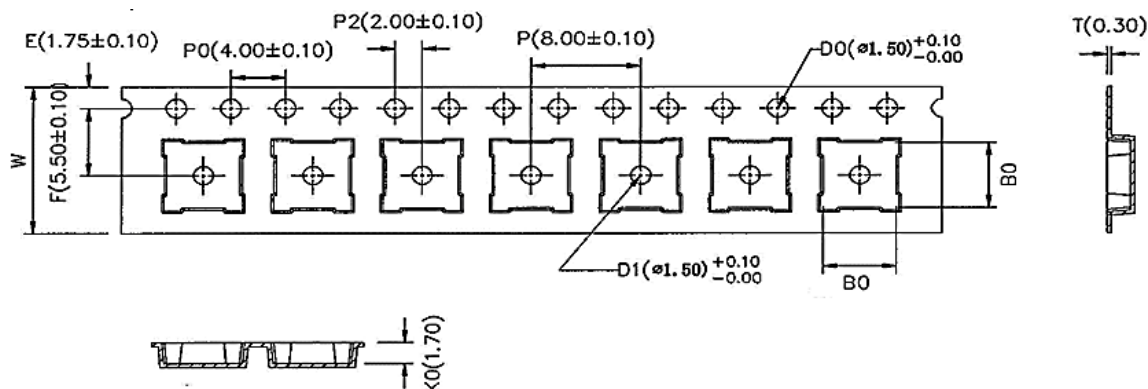 P2(2.00±0.10)
E(1.75±0.10)
P0(4.00±0.10)
P(8.00±0.10)
D0(ø1.50)+0.10
-0.00
T(0.30)
W
F(5.50±0.10)
B0
D1(ø1.50)+0.10
-0.00
B0
K0(1.70)